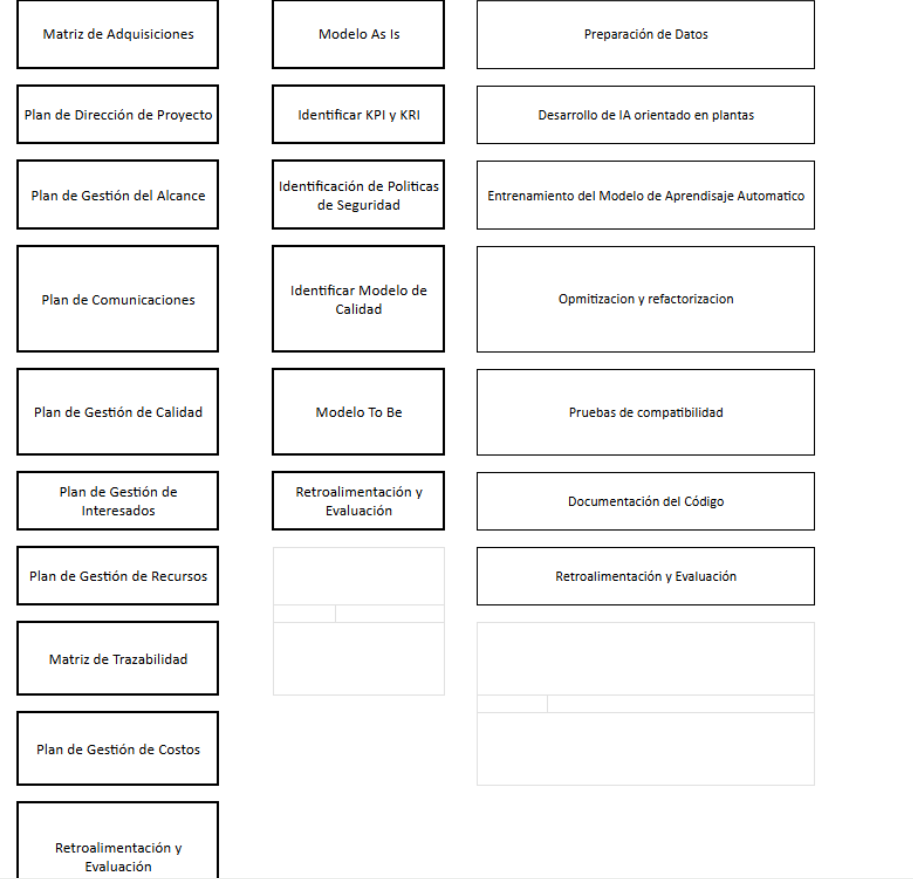 Matriz de Adquisiciones
Plan de Dirección de Proyecto
Plan de Gestión del Alcance
Plan de Comunicaciones
Plan de Gestión de Calidad
Plan de Gestión de
Interesados
Plan de Gestión de Recursos
Matriz de Trazabilidad
Plan de Gestión de Costos
Retroalimentación y
Evaluación
Modelo As Is
Identificar KPI y KRI
Identificación de Politicas
de Seguridad
Identificar Modelo de
Calidad
Modelo To Be
Retroalimentación y
Evaluación
Preparación de Datos
Desarrollo de IA orientado en plantas
Entrenamiento del Modelo de Aprendisaje Automatico
Opmitizacion y refactorizacion
Pruebas de compatibilidad
Documentación del Código
Retroalimentación y Evaluación